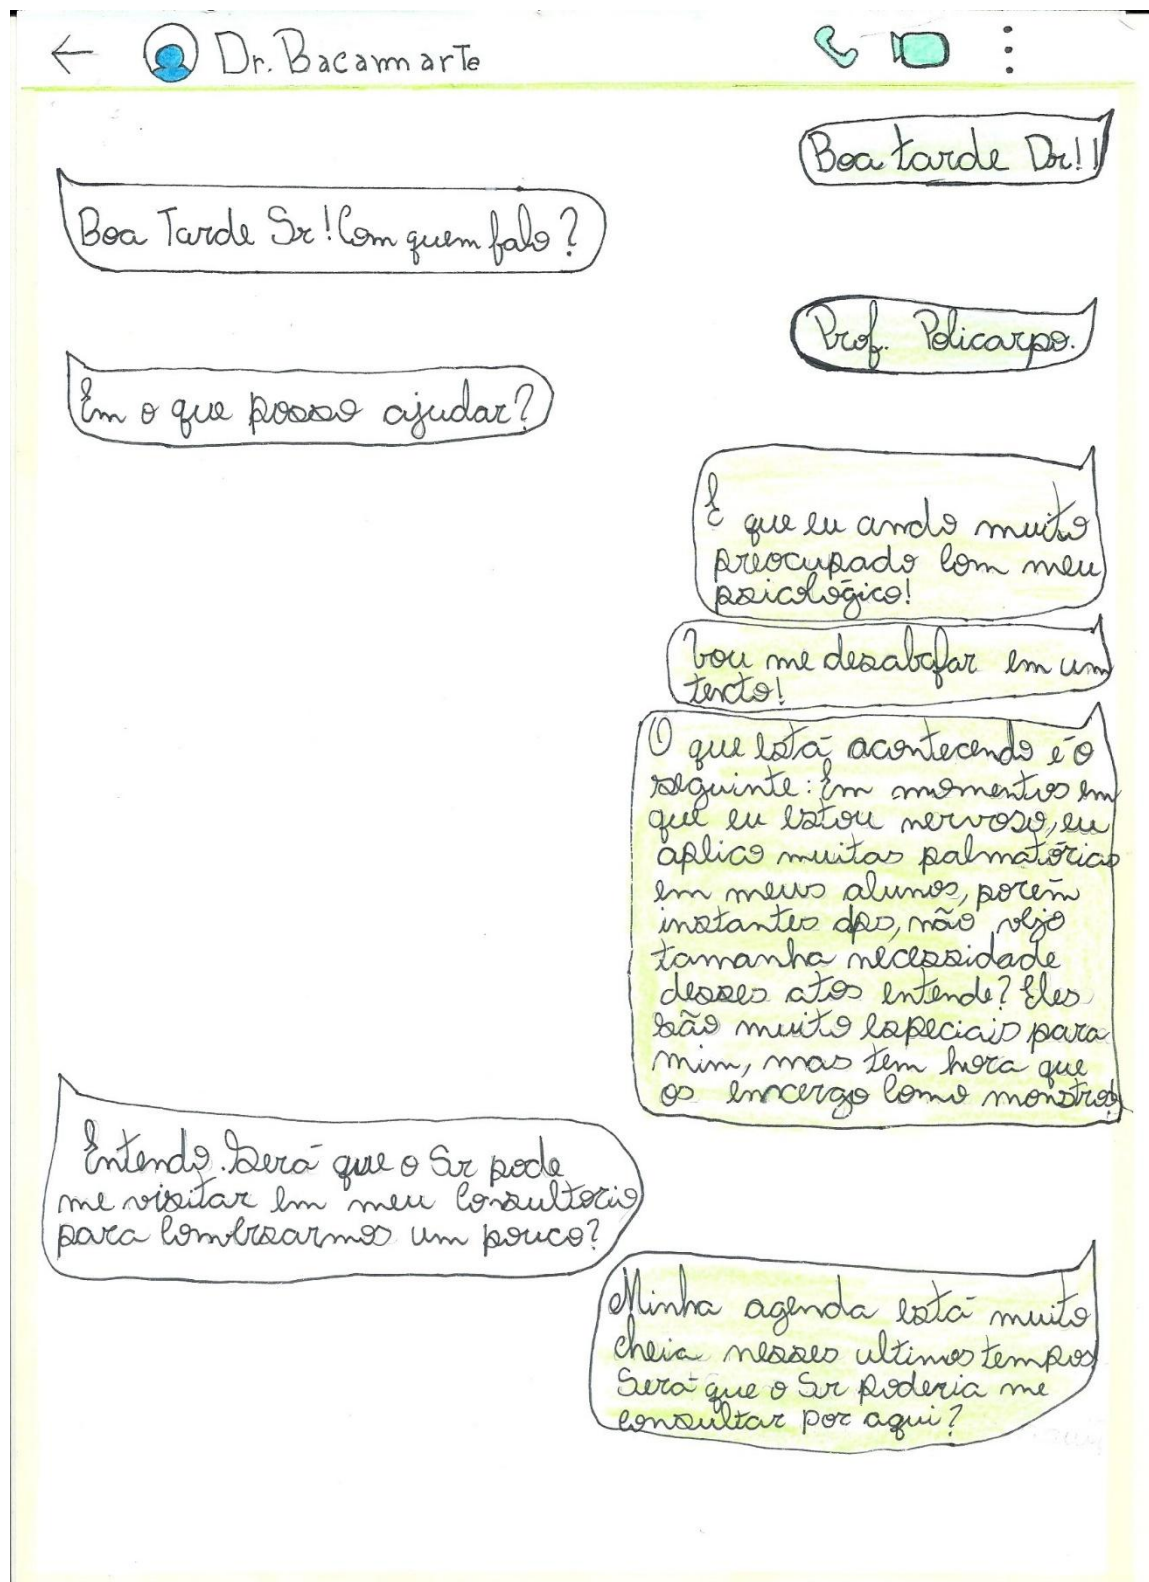 Dr. Bacamarte
Boa tarde Dr!!
Boa Tarde Sr! Com quem falo?
Prof. Policarpo.
Em o que posso ajudar?
É que eu ando muito
preocupado com meu
psicológico!
Vou me desabafar em um
texto!
O que está acontecendo é o
seguinte: Em momentos em
que eu estou nervoso, eu
aplico muitas palmatórias
em meus alunos, porém
instantes dps, não vejo
tamanha necessidade
desses atos entende? Eles
são muito especiais para
mim, mas tem hora que
os enxergo como monstros!
Entendo. Será que o Sr pode
me visitar em meu consultorio
para conversarmos um pouco?
Minha agenda está muito
cheia nesses ultimos tempos
Será que o Sr poderia me
consultar por aqui?